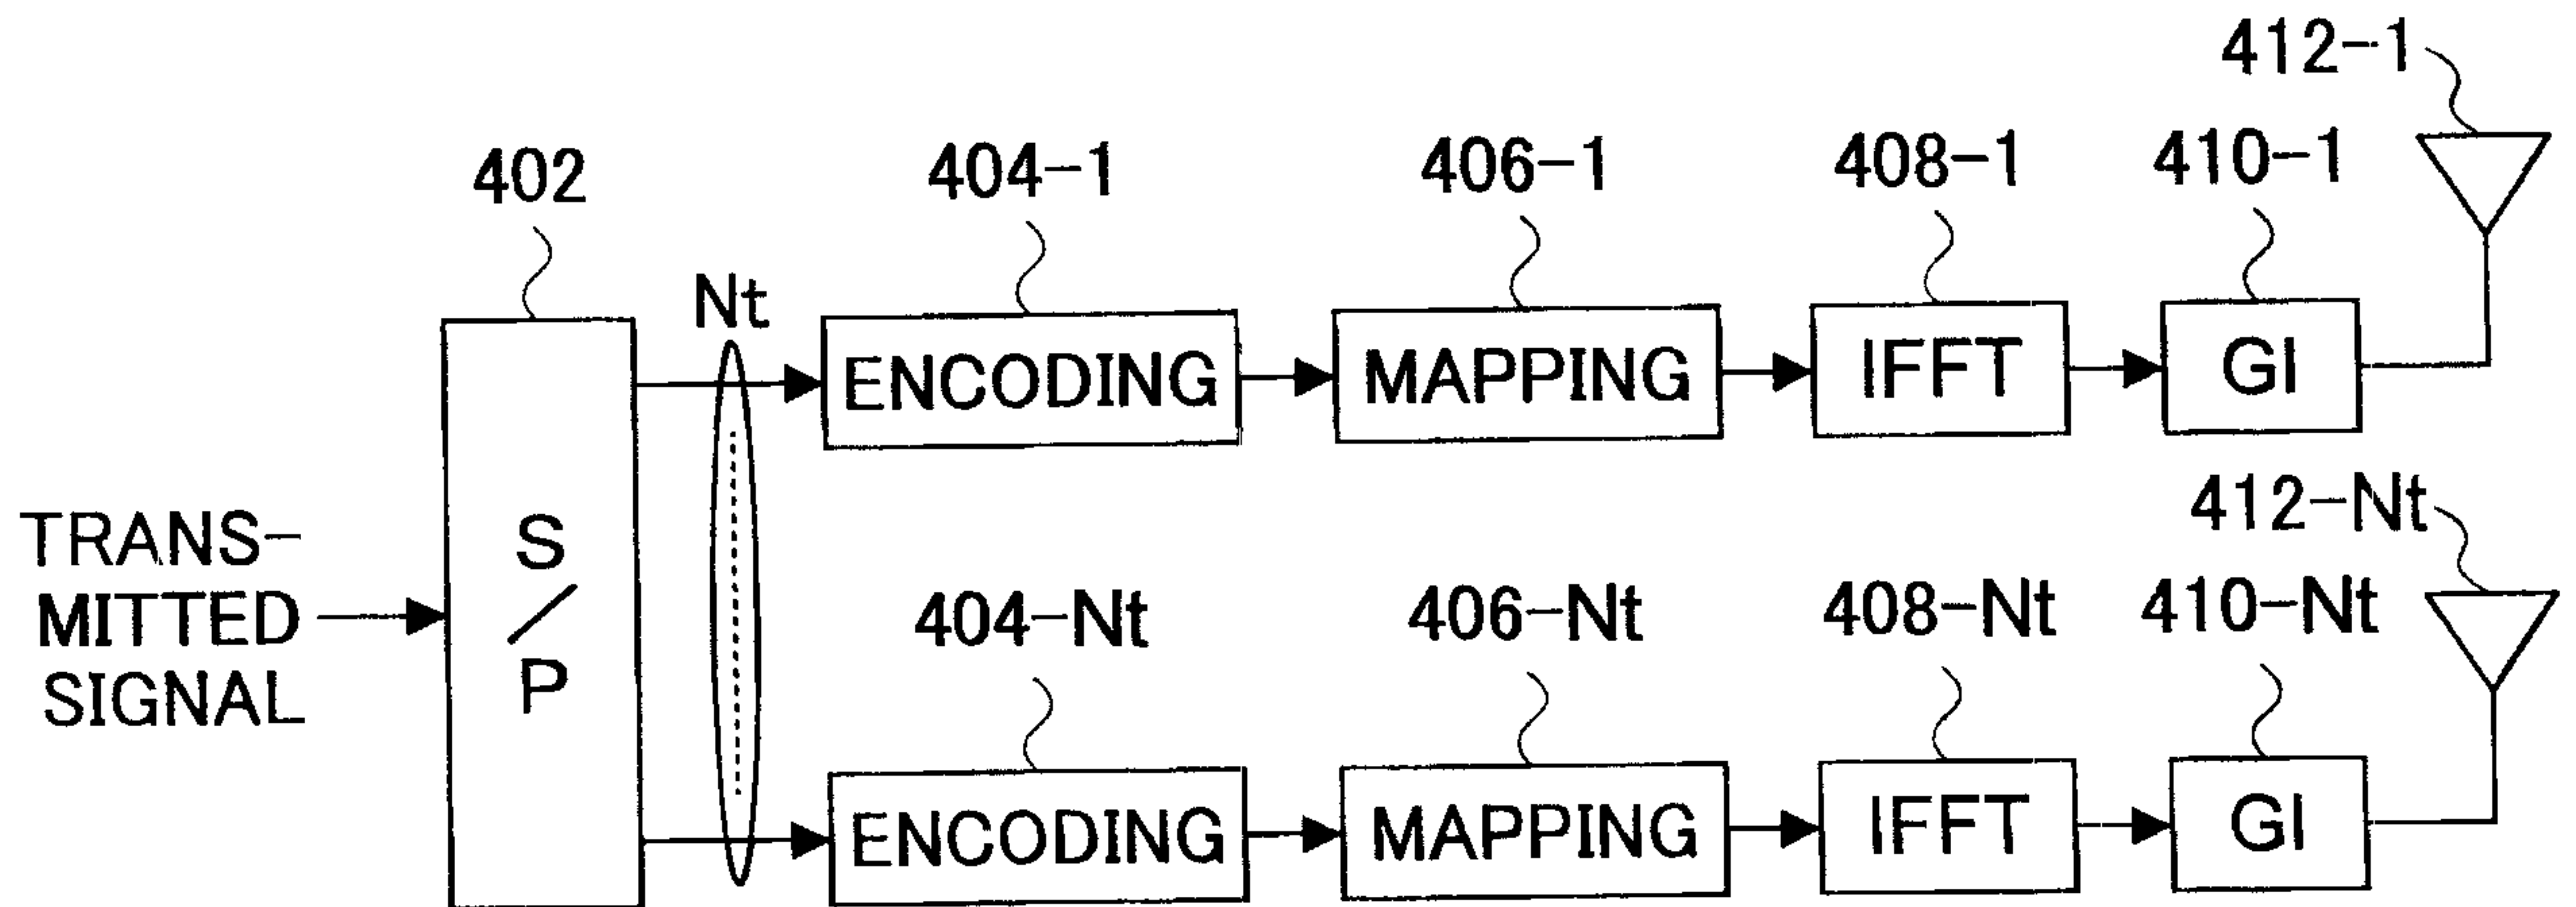 412-1
402
404-1
406-1
408-1
410-1
Nt
ENCODING
MAPPING
IFFT
GI
TRANS-
MITTED
SIGNAL
S
/
P
412-Nt
404-Nt
406-Nt
408-Nt
410-Nt
ENCODING
MAPPING
IFFT
GI